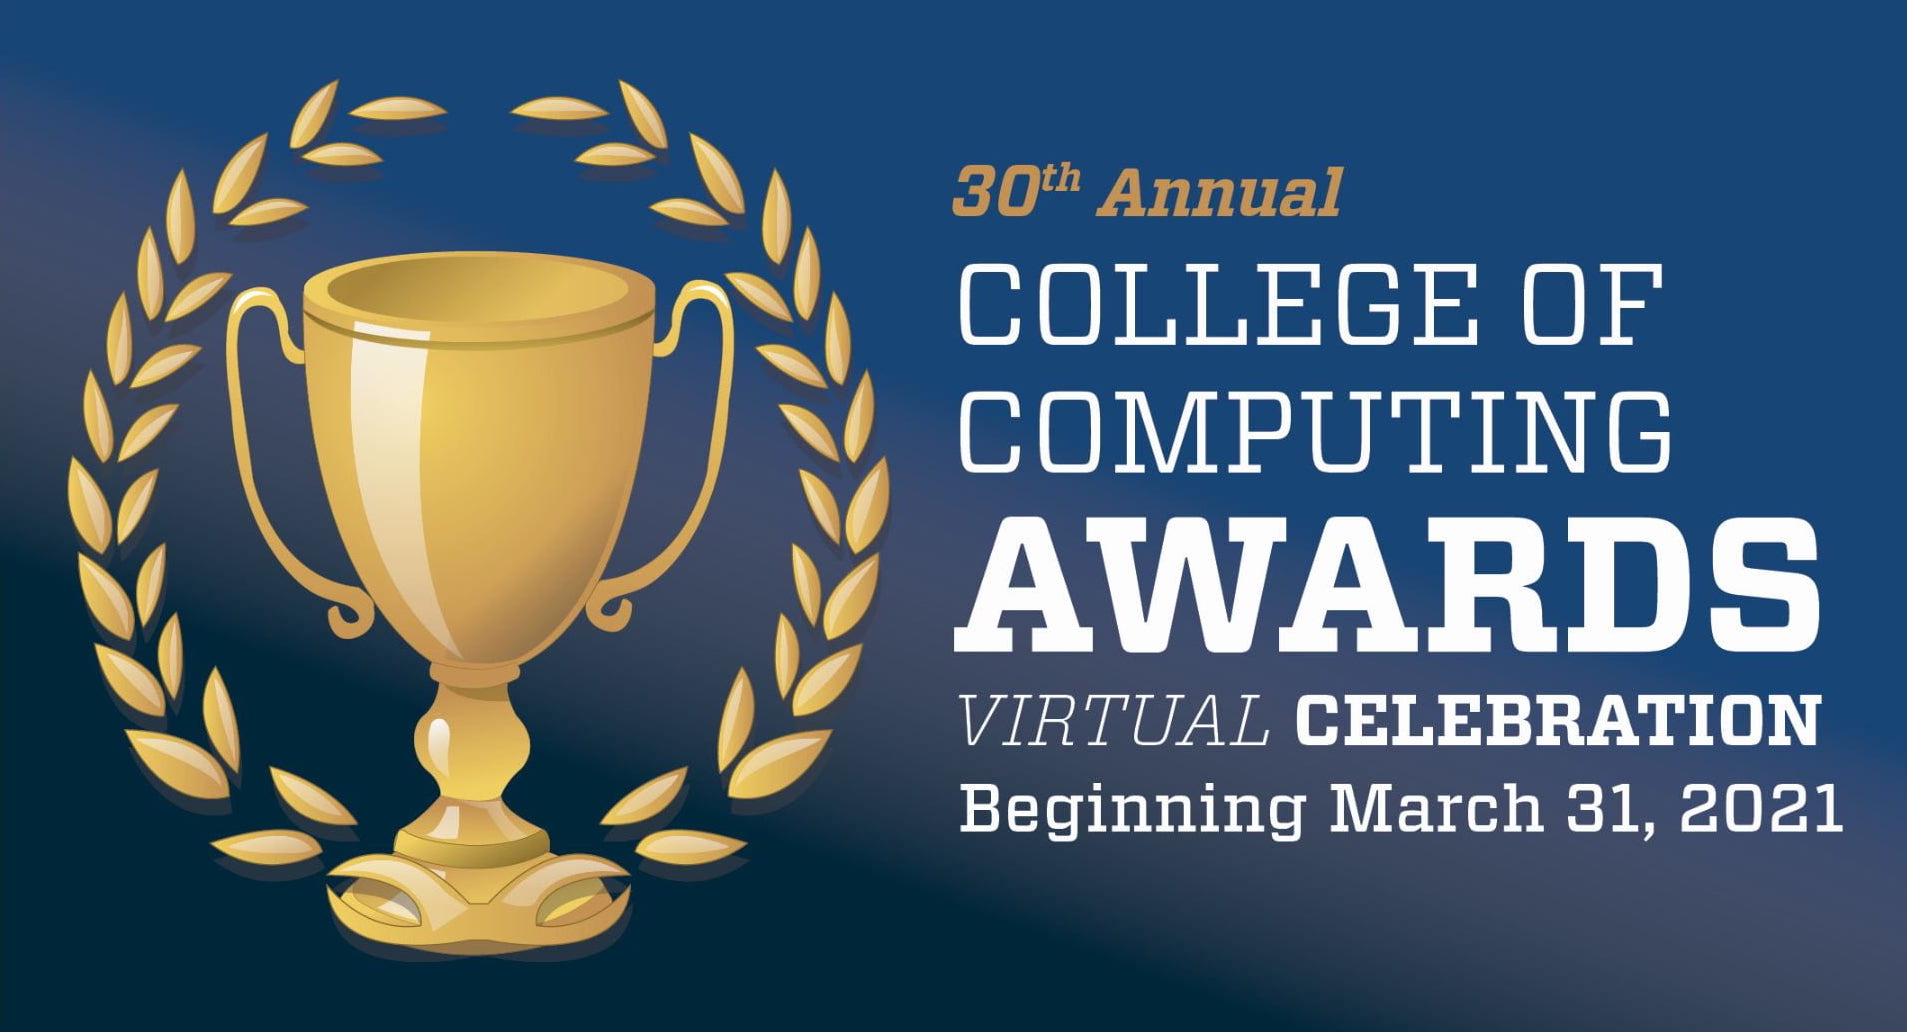 30th Annual
COLLEGE OF
COMPUTING
AWARDS
VIRTUAL CELEBRATION
Beginning March 31, 2021